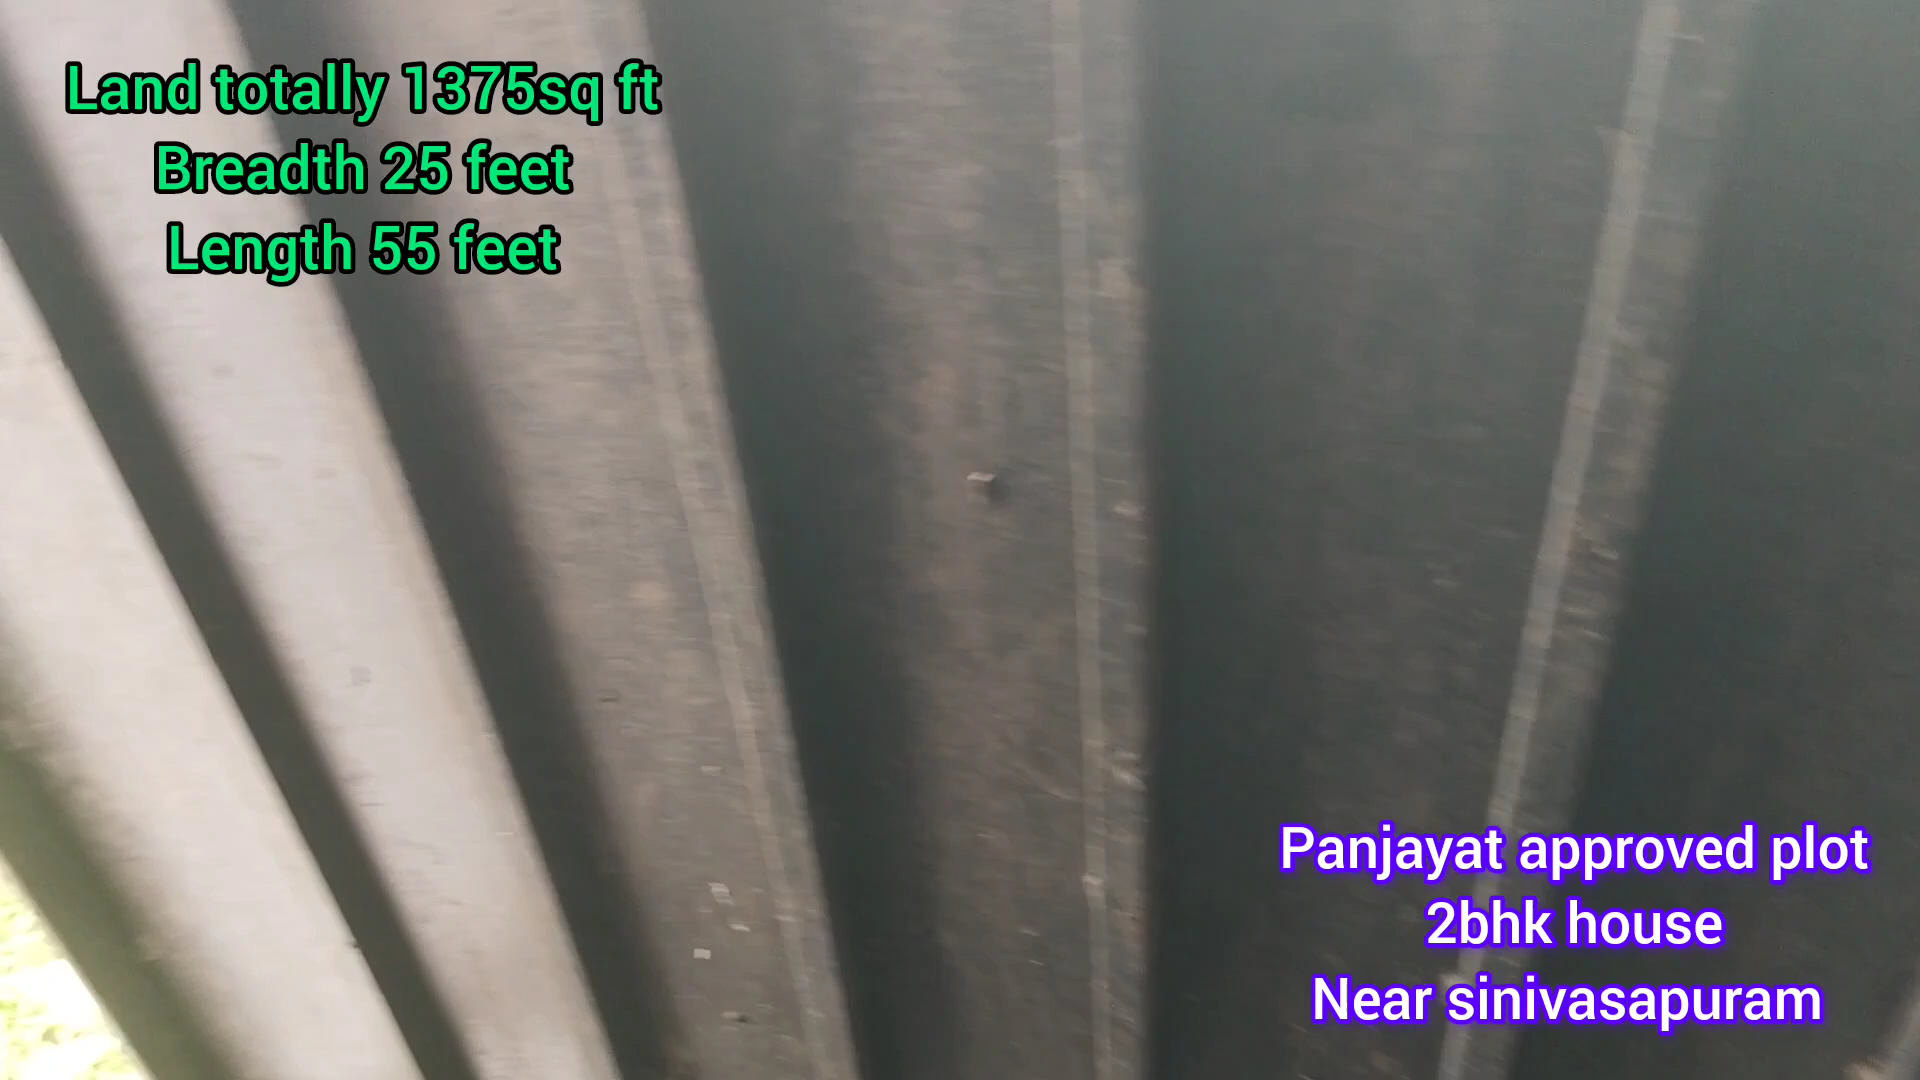 Land totally 1375sq ft
Breadth 25 feet
Length 55 feet
Panjayat approved plot
2bhk house
Near sinivasapuram